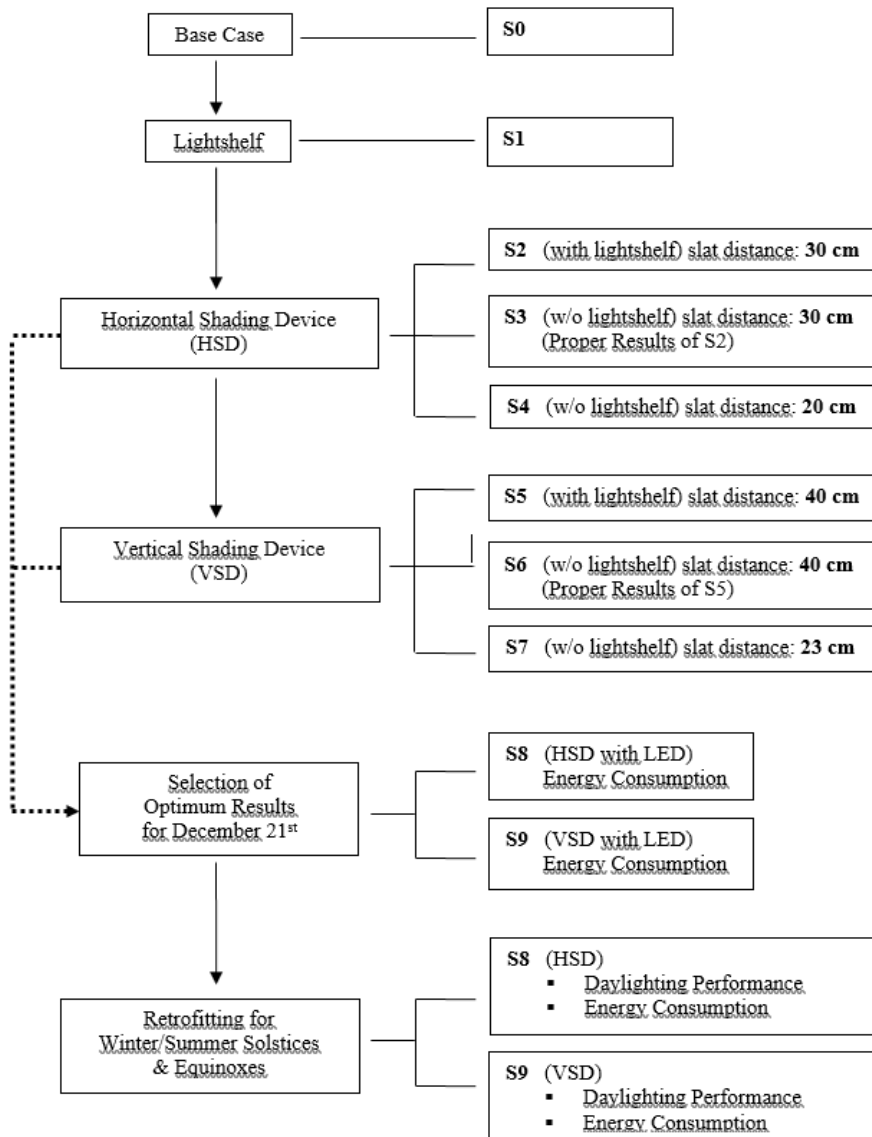 Base Case
S0
Lightshelf
S1
Horizontal Shading Device
(HSD)
S2 (with lightshelf) slat distance: 30 cm
S3 (w/o lightshelf) slat distance: 30 cm
(Proper Results of S2)
S4 (w/o lightshelf) slat distance: 20 cm
Vertical Shading Device
(VSD)
S5 (with lightshelf) slat distance: 40 cm
S6 (w/o lightshelf) slat distance: 40 cm
(Proper Results of S5)
S7 (w/o lightshelf) slat distance: 23 cm
Selection of
Optimum Results
for December 21st
S8 (HSD with LED)
Energy Consumption
S9 (VSD with LED)
Energy Consumption
Retrofitting for
Winter/Summer Solstices
& Equinoxes
S8 (HSD)
▪ Daylighting Performance
▪ Energy Consumption
S9 (VSD)
▪ Daylighting Performance
▪ Energy Consumption